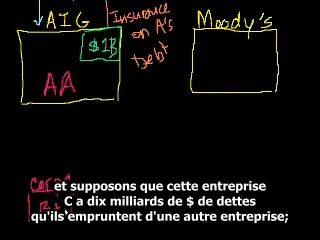 AIG
Insurance
on A's
Debt
Moody's
$1B
AA
et supposons que cette entreprise
C a dix milliards de $ de dettes
qu'ils empruntent d'une autre entreprise;